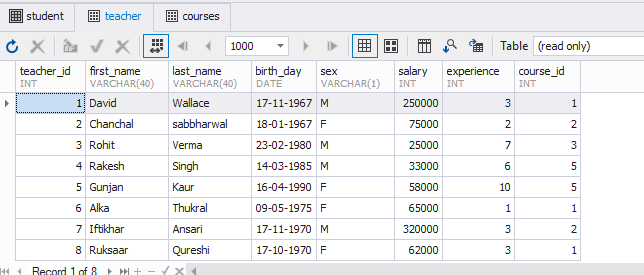 student teacher courses
1000 Table (read only)
teacher_id first_name last_name birth_day sex salary experience course_id
INT VARCHAR(40) VARCHAR(40) DATE VARCHAR(1) INT INT INT
1 David Wallace 17-11-1967 M 250000 3 1
2 Chanchal sabbharwal 18-01-1967 F 75000 2 2
3 Rohit Verma 23-02-1980 M 25000 7 3
4 Rakesh Singh 14-03-1985 M 33000 6 5
5 Gunjan Kaur 16-04-1990 F 58000 10 5
6 Alka Thukral 09-05-1975 F 65000 1 1
7 Iftikhar Ansari 17-11-1970 M 320000 3 2
8 Ruksaar Qureshi 17-10-1970 F 62000 3 1
Record 1 of 8